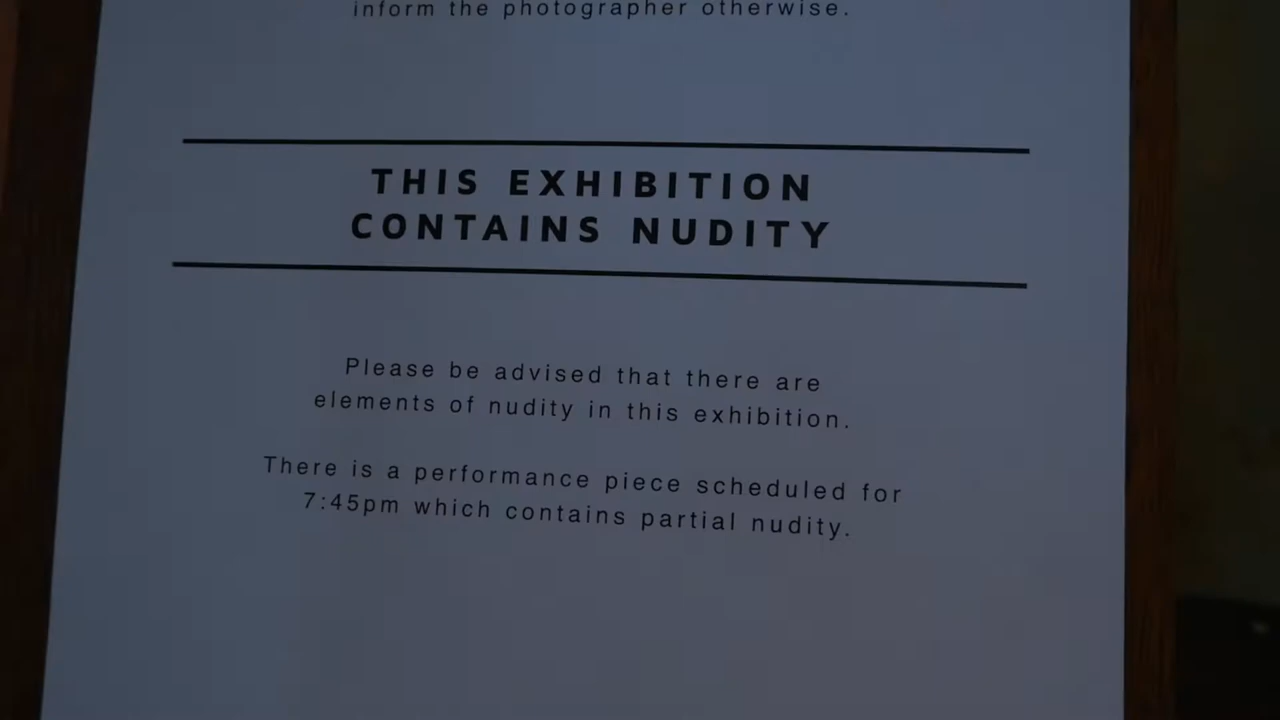 inform the photographer otherwise.
THIS EXHIBITION
CONTAINS NUDITY
Please be advised that there are
elements of nudity in this exhibition.
There is a performance piece scheduled for
7:45pm which contains partial nudity.